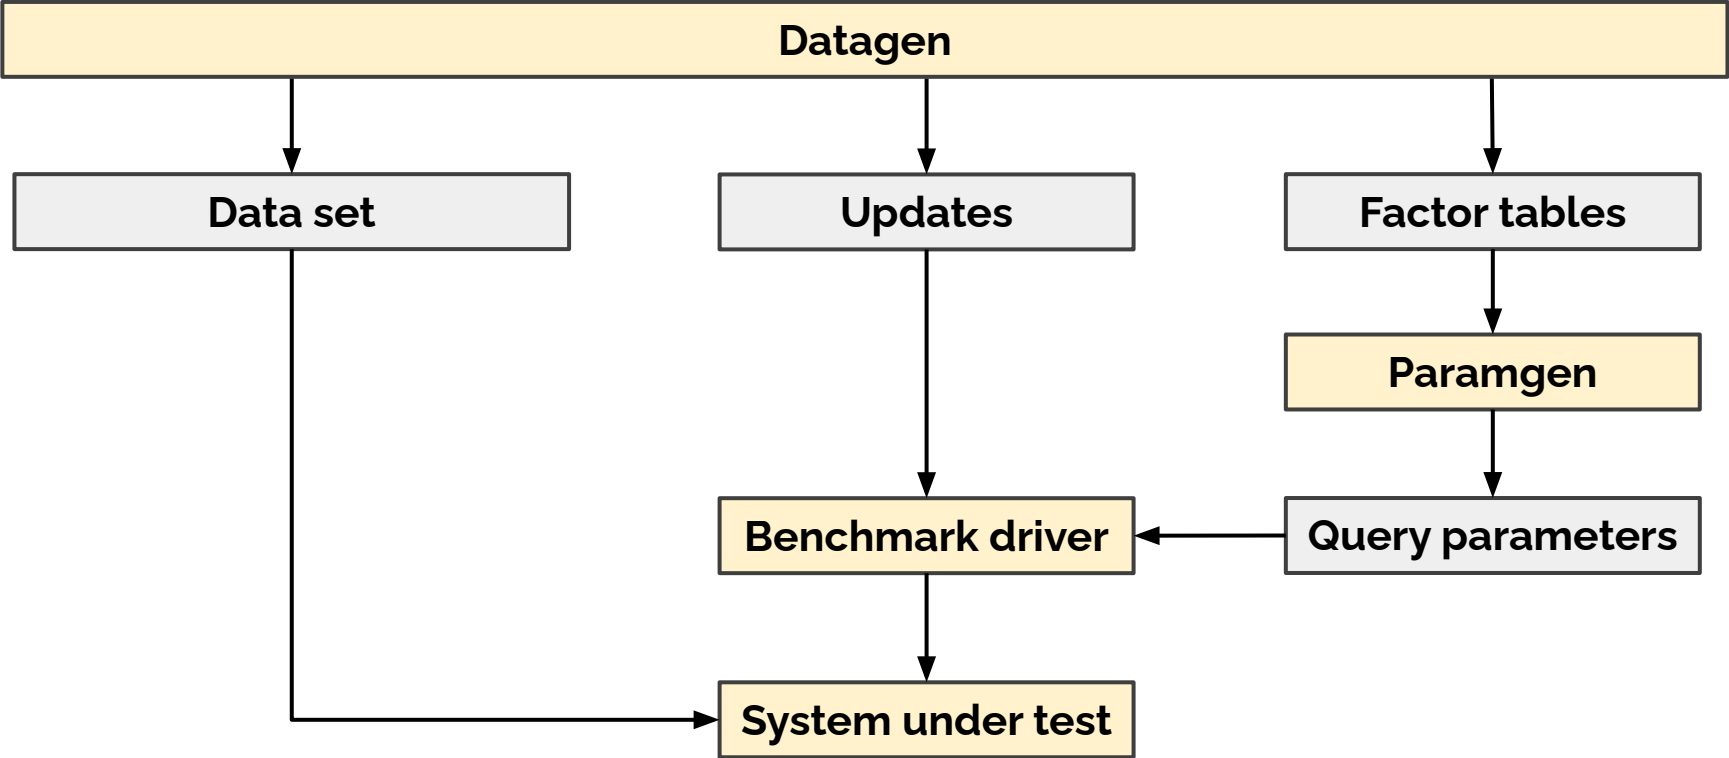 Datagen
Data set
Updates
Factor tables
Paramgen
Benchmark driver
Query parameters
System under test